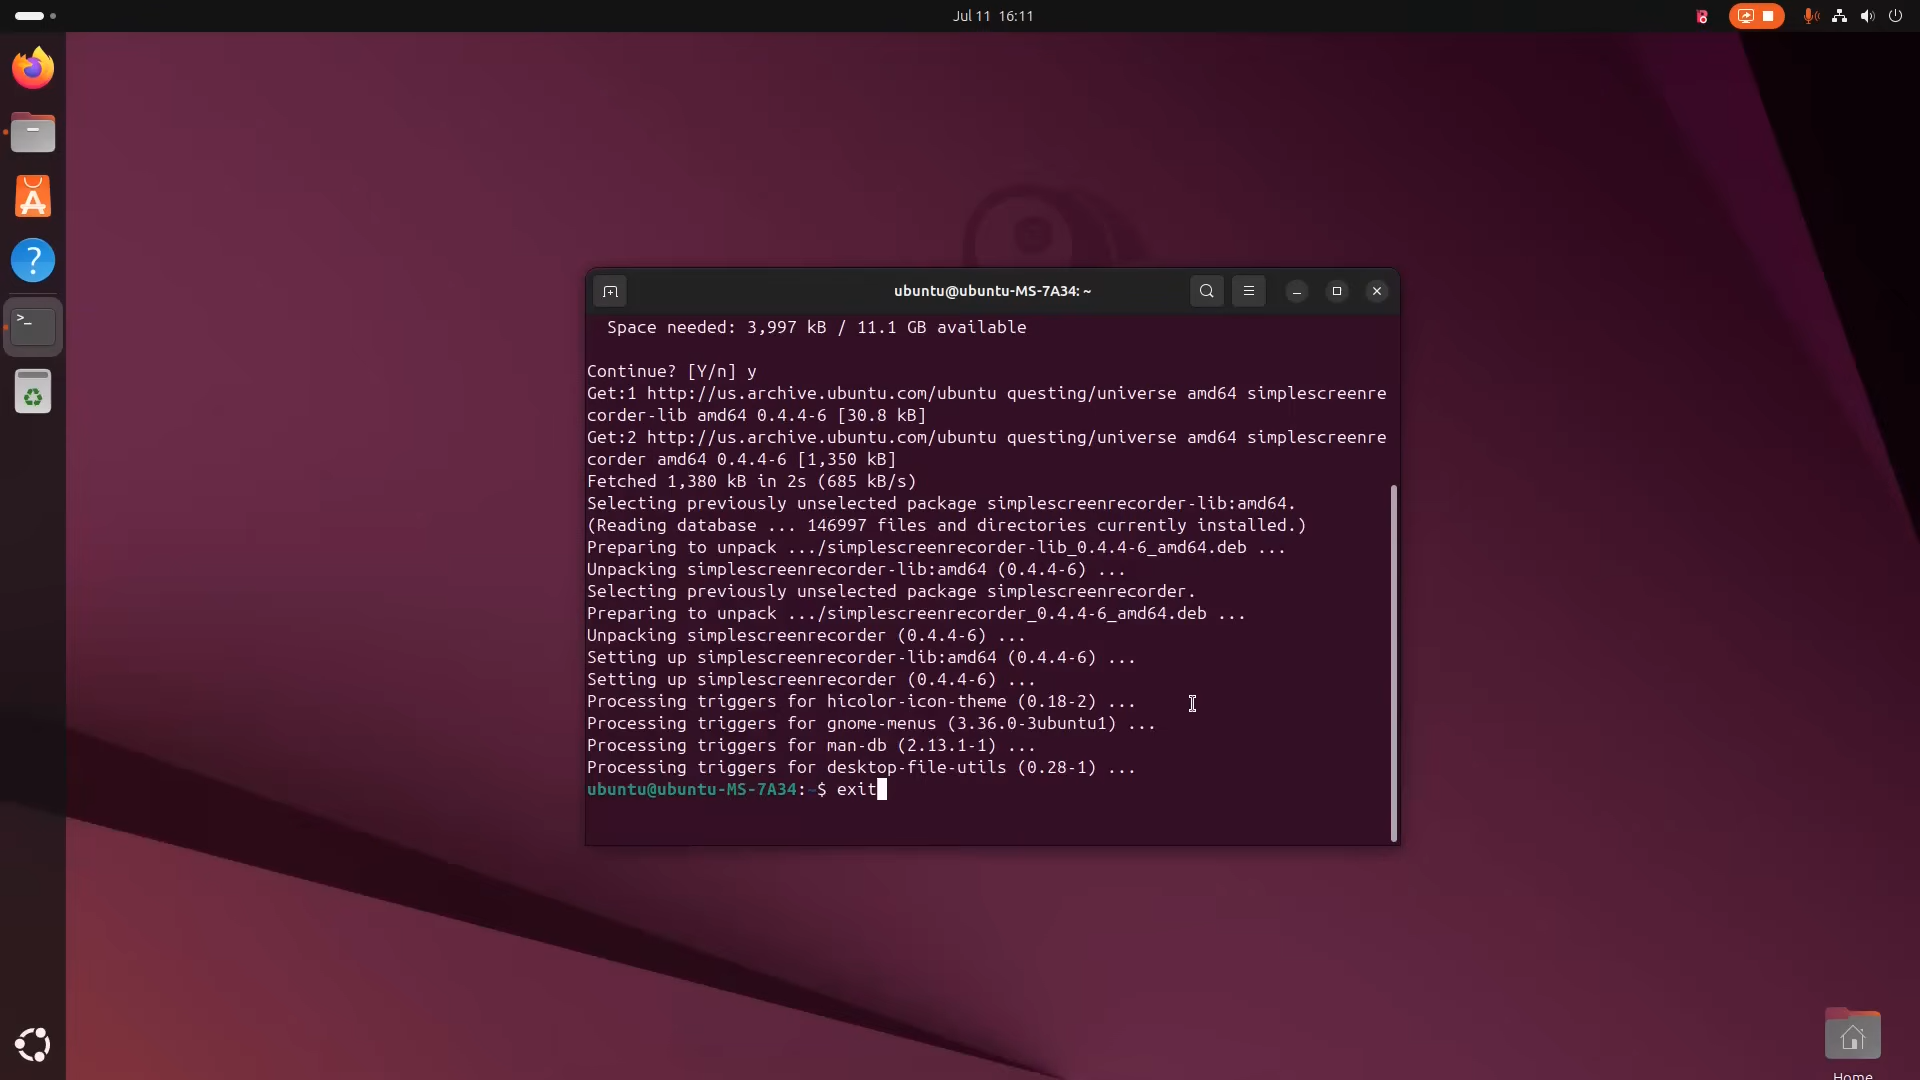 Jul 11 16:11
ubuntu@ubuntu-MS-7A34: ~
Space needed: 3,997 kB / 11.1 GB available
Continue? [Y/n] y
Get:1 http://us.archive.ubuntu.com/ubuntu questing/universe amd64 simplescreenre
corder-lib amd64 0.4.4-6 [30.8 kB]
Get:2 http://us.archive.ubuntu.com/ubuntu questing/universe amd64 simplescreenre
corder amd64 0.4.4-6 [1,350 kB]
Fetched 1,380 kB in 2s (685 kB/s)
Selecting previously unselected package simplescreenrecorder-lib:amd64.
(Reading database ... 146997 files and directories currently installed.)
Preparing to unpack .../simplescreenrecorder-lib_0.4.4-6_amd64.deb ...
Unpacking simplescreenrecorder-lib:amd64 (0.4.4-6) ...
Selecting previously unselected package simplescreenrecorder.
Preparing to unpack .../simplescreenrecorder_0.4.4-6_amd64.deb ...
Unpacking simplescreenrecorder (0.4.4-6) ...
Setting up simplescreenrecorder-lib:amd64 (0.4.4-6) ...
Setting up simplescreenrecorder (0.4.4-6) ...
Processing triggers for hicolor-icon-theme (0.18-2) ...
Processing triggers for gnome-menus (3.36.0-3ubuntu1) ...
Processing triggers for man-db (2.13.1-1) ...
Processing triggers for desktop-file-utils (0.28-1) ...
ubuntu@ubuntu-MS-7A34:~$ exit
Home